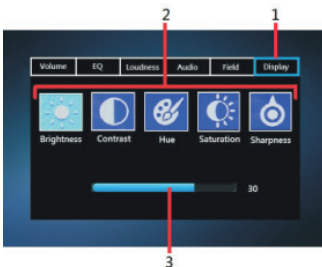 2 1
Volume EQ Loudness Audio Field Display
Brightness Contrast Hue Saturation Sharpness
30
3